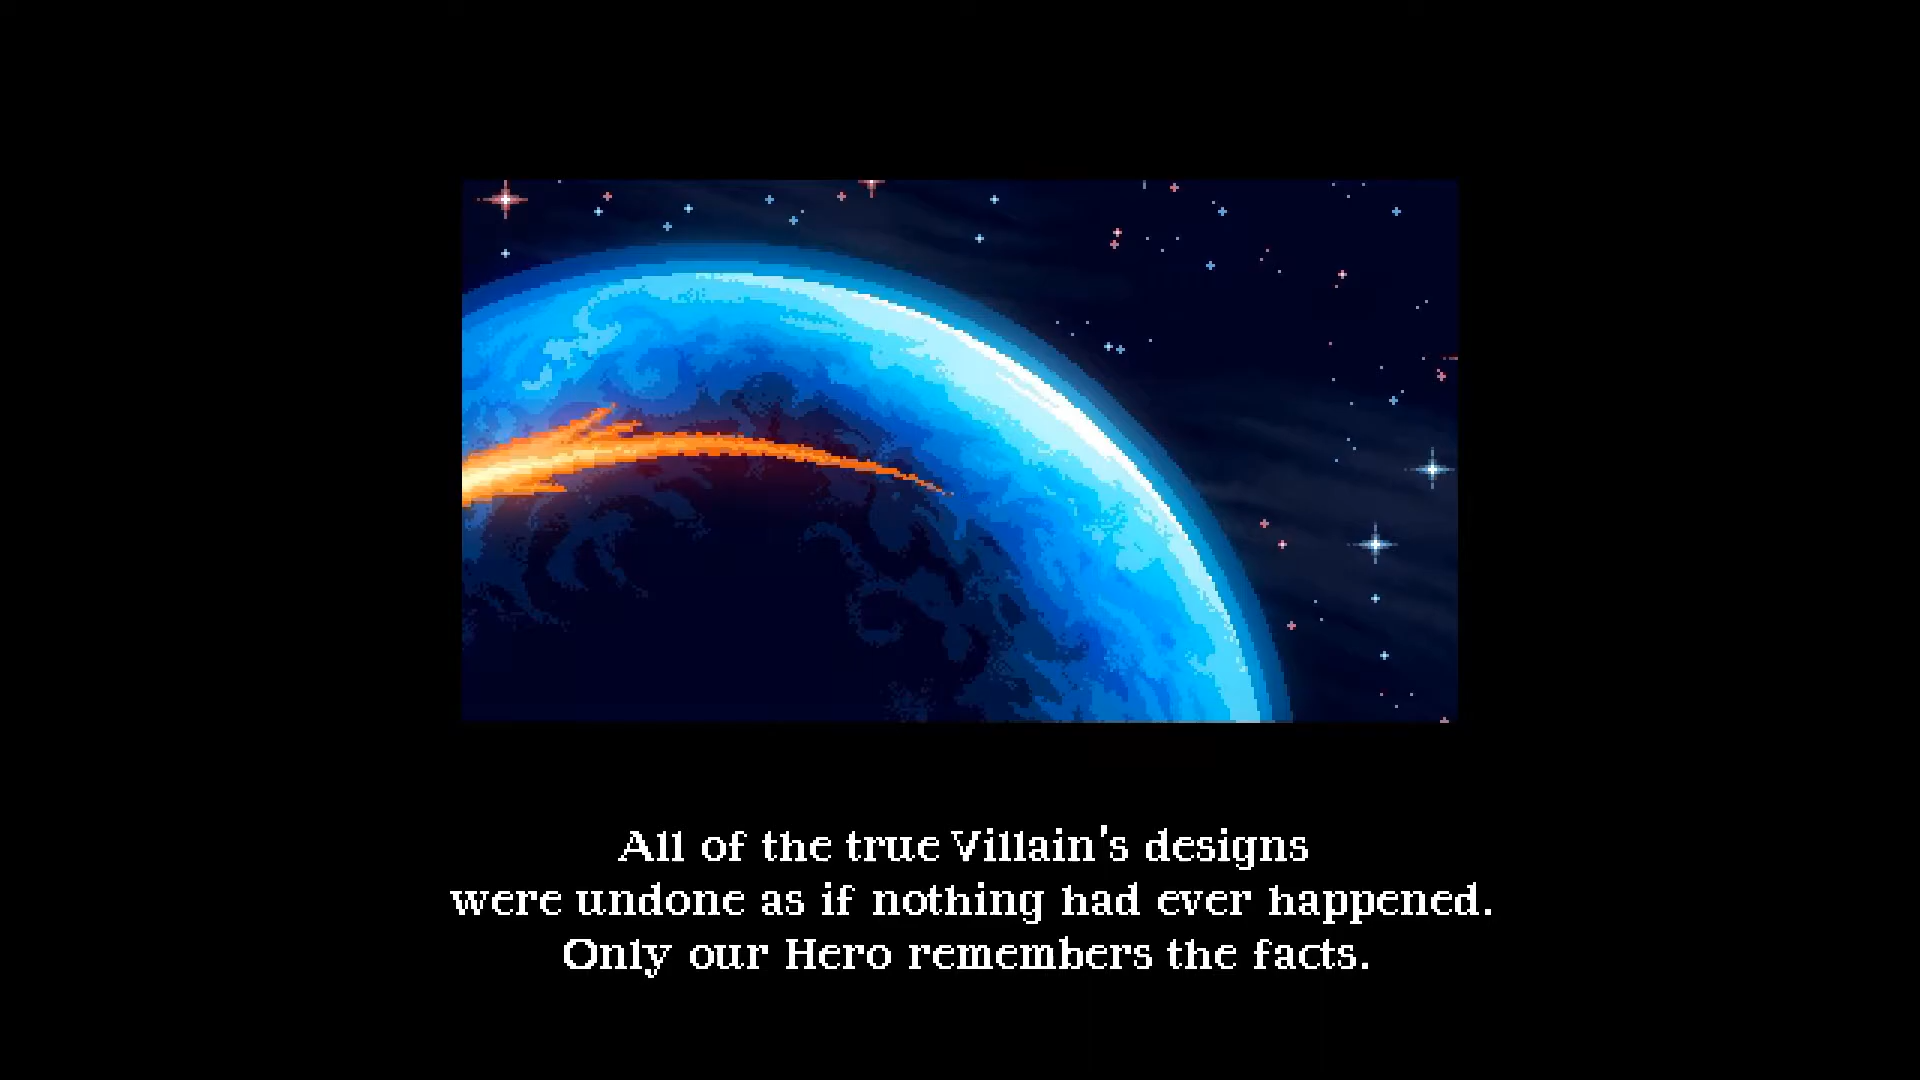 All of the true Villain's designs
were undone as if nothing had ever happened.
Only our Hero remembers the facts.